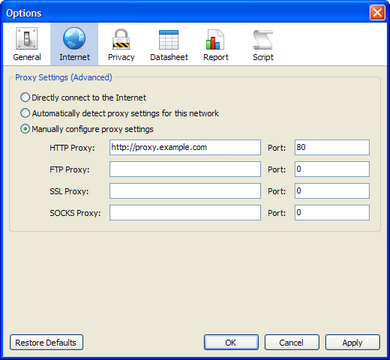 Options
General Internet Privacy Datasheet Report Script
Proxy Settings (Advanced)
Directly connect to the Internet
Automatically detect proxy settings for this network
Manually configure proxy settings
HTTP Proxy: http://proxy.example.com Port: 80
FTP Proxy: Port: 0
SSL Proxy: Port: 0
SOCKS Proxy: Port: 0
Restore Defaults OK Cancel Apply